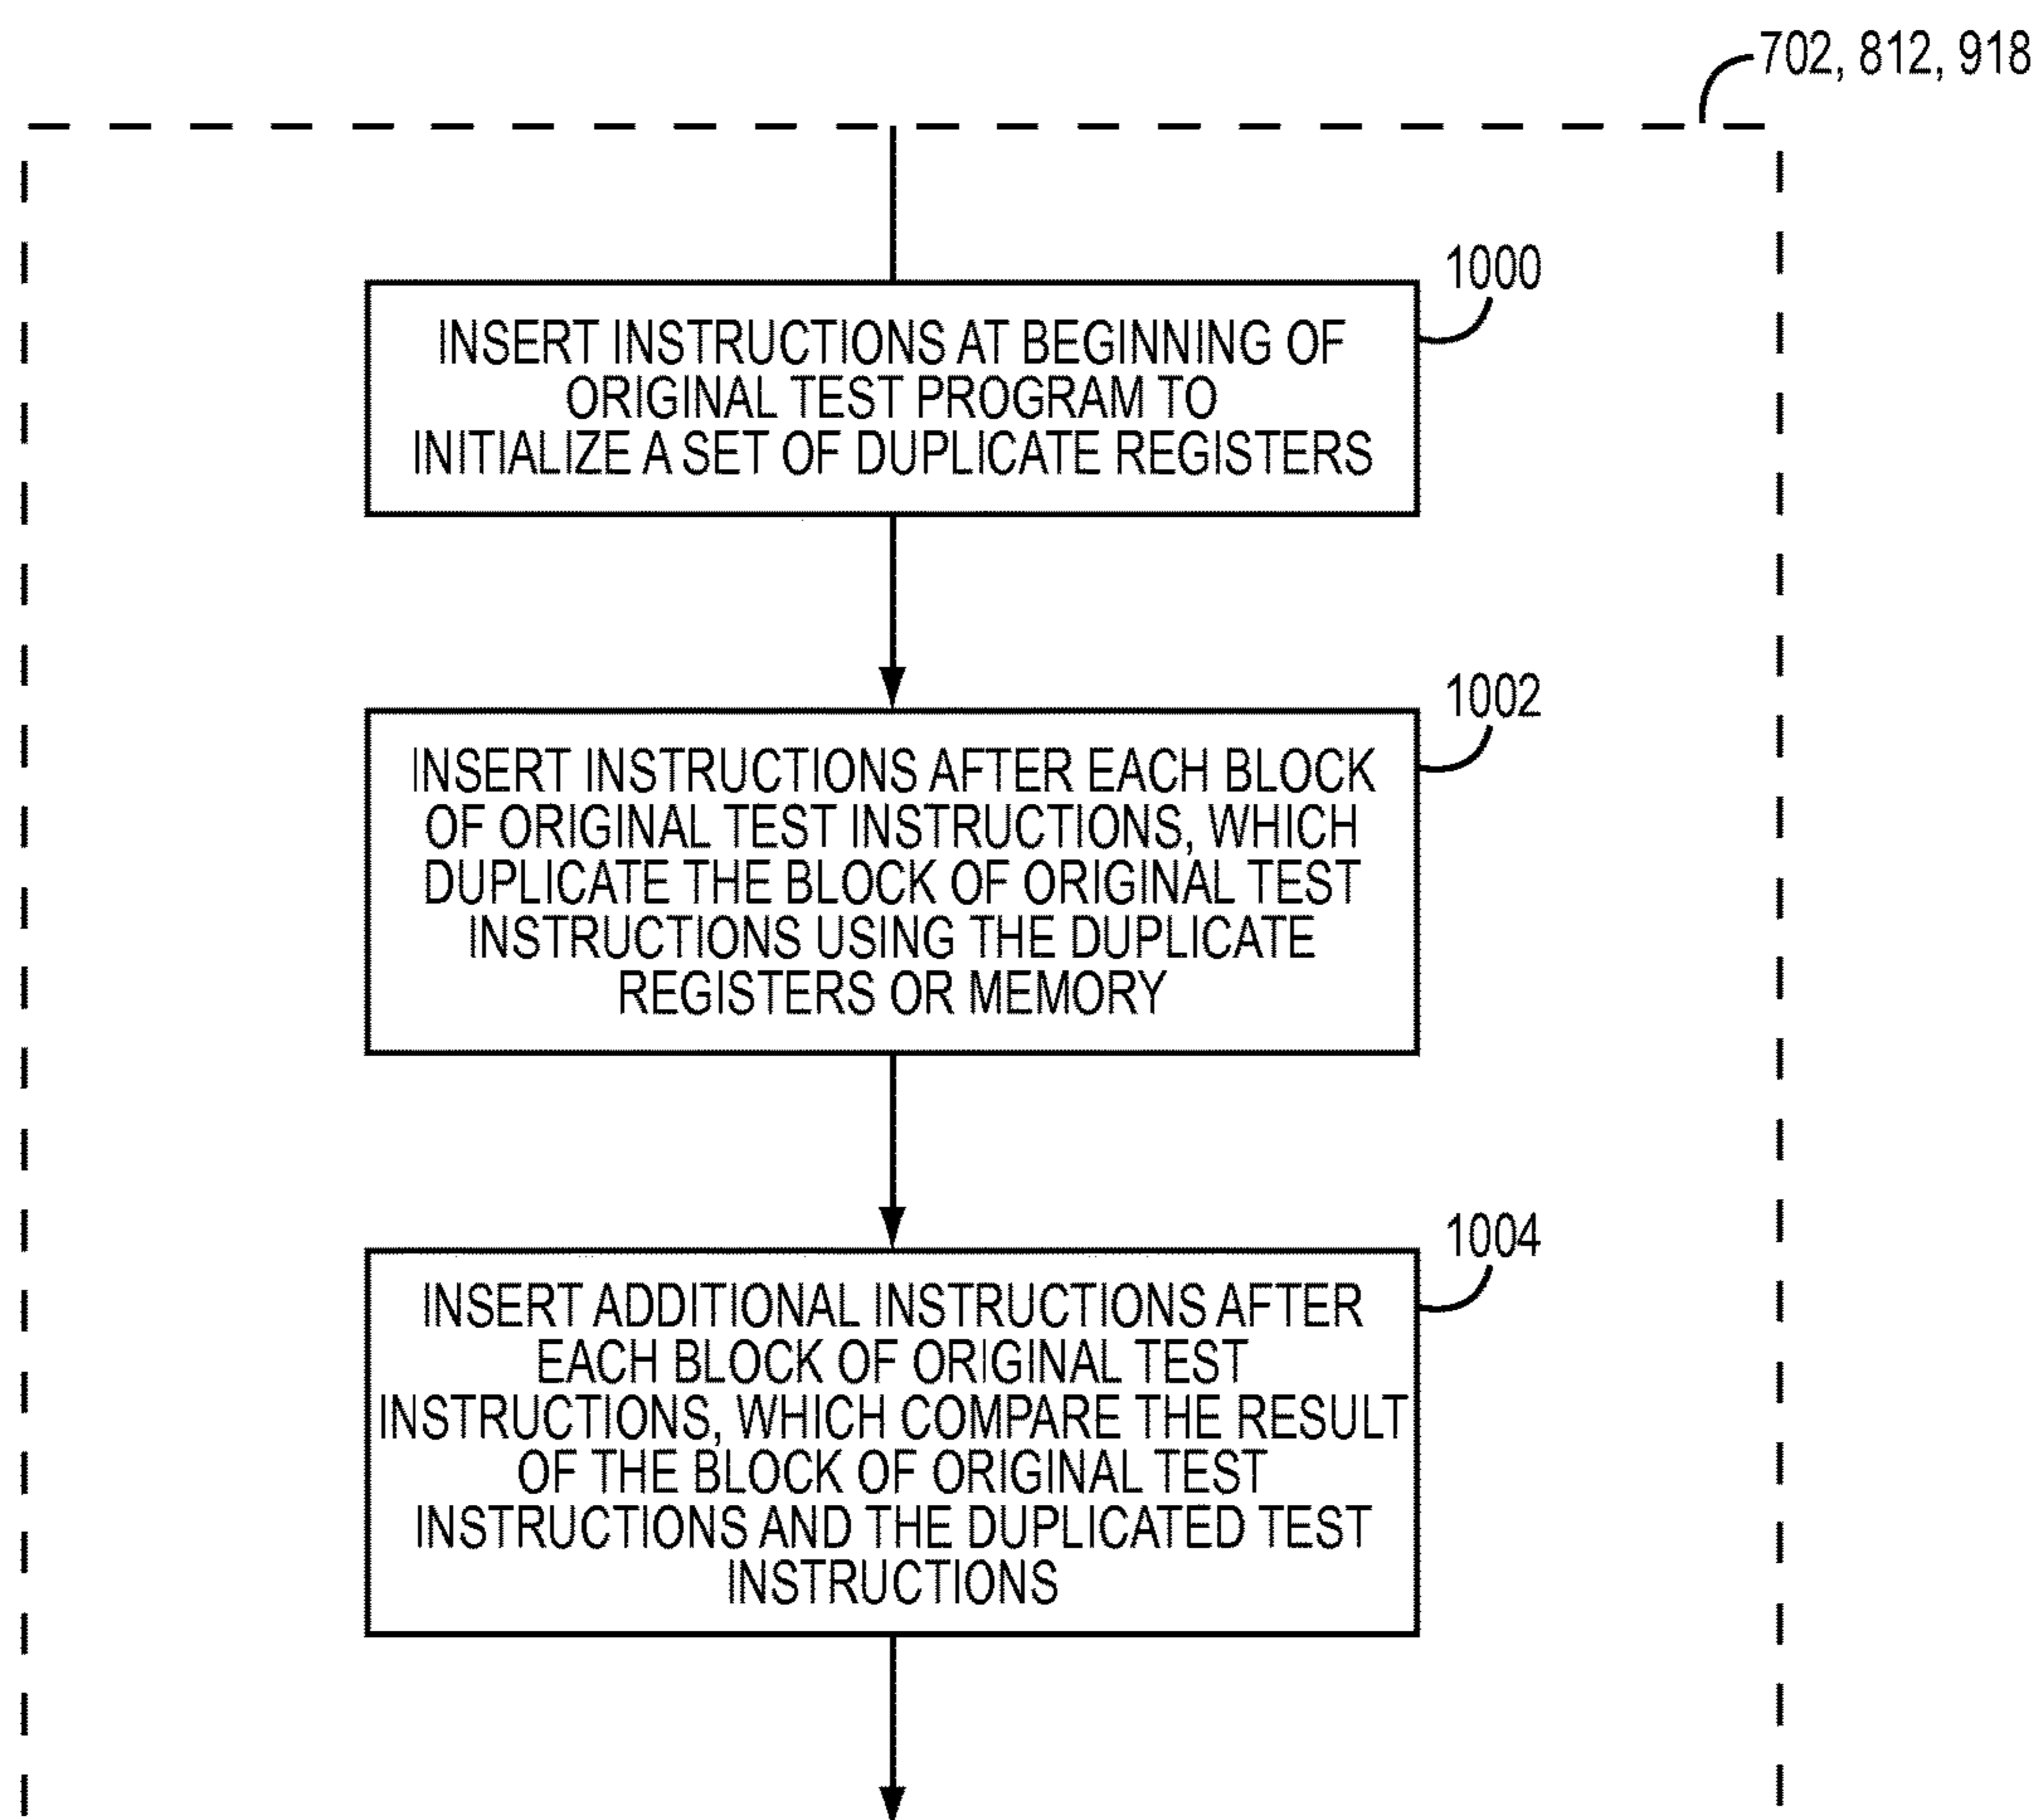 702, 812, 918
1000
INSERT INSTRUCTIONS AT BEGINNING OF
ORIGINAL TEST PROGRAM TO
INITIALIZE A SET OF DUPLICATE REGISTERS
1002
INSERT INSTRUCTIONS AFTER EACH BLOCK
OF ORIGINAL TEST INSTRUCTIONS, WHICH
DUPLICATE THE BLOCK OF ORIGINAL TEST
INSTRUCTIONS USING THE DUPLICATE
REGISTERS OR MEMORY
1004
INSERT ADDITIONAL INSTRUCTIONS AFTER
EACH BLOCK OF ORIGINAL TEST
INSTRUCTIONS, WHICH COMPARE THE RESULT
OF THE BLOCK OF ORIGINAL TEST
INSTRUCTIONS AND THE DUPLICATED TEST
INSTRUCTIONS